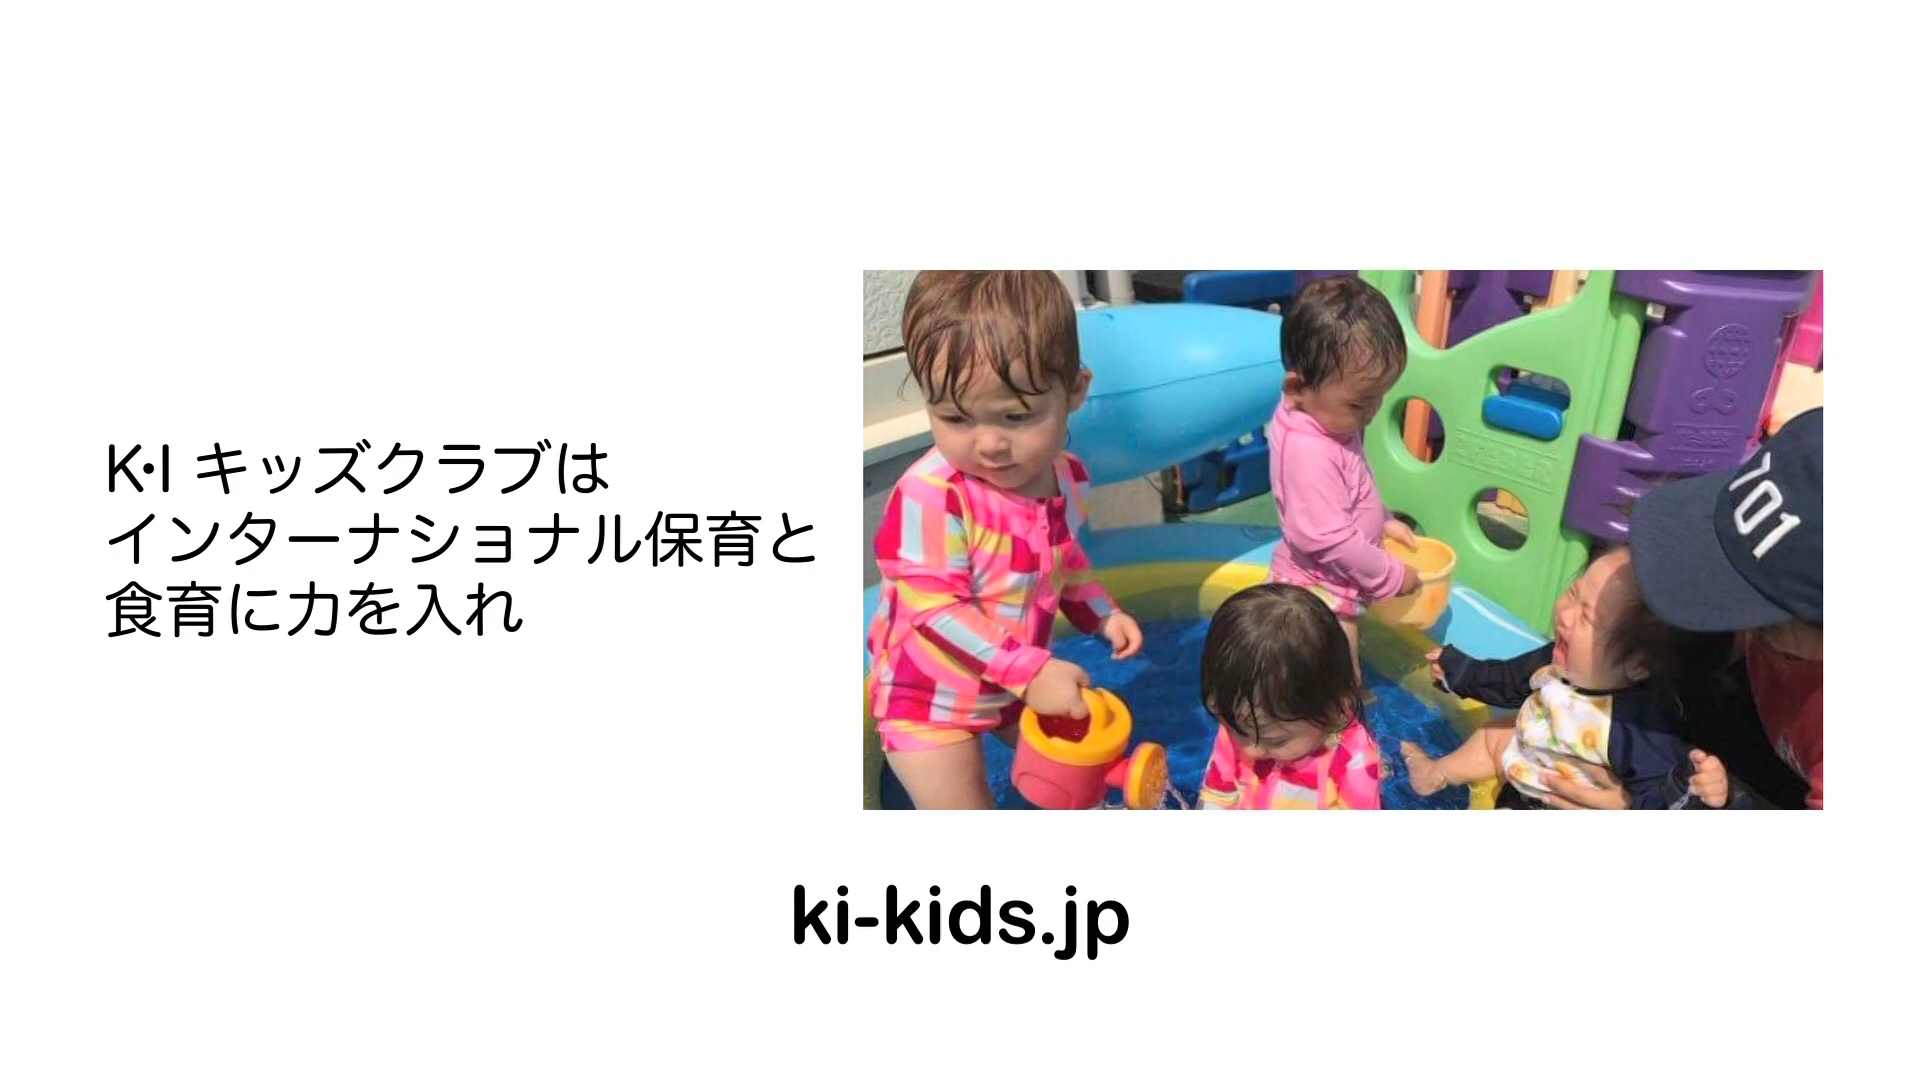 K•I キッズクラブは
インターナショナル保育と
食育に力を入れ
701
ki-kids.jp